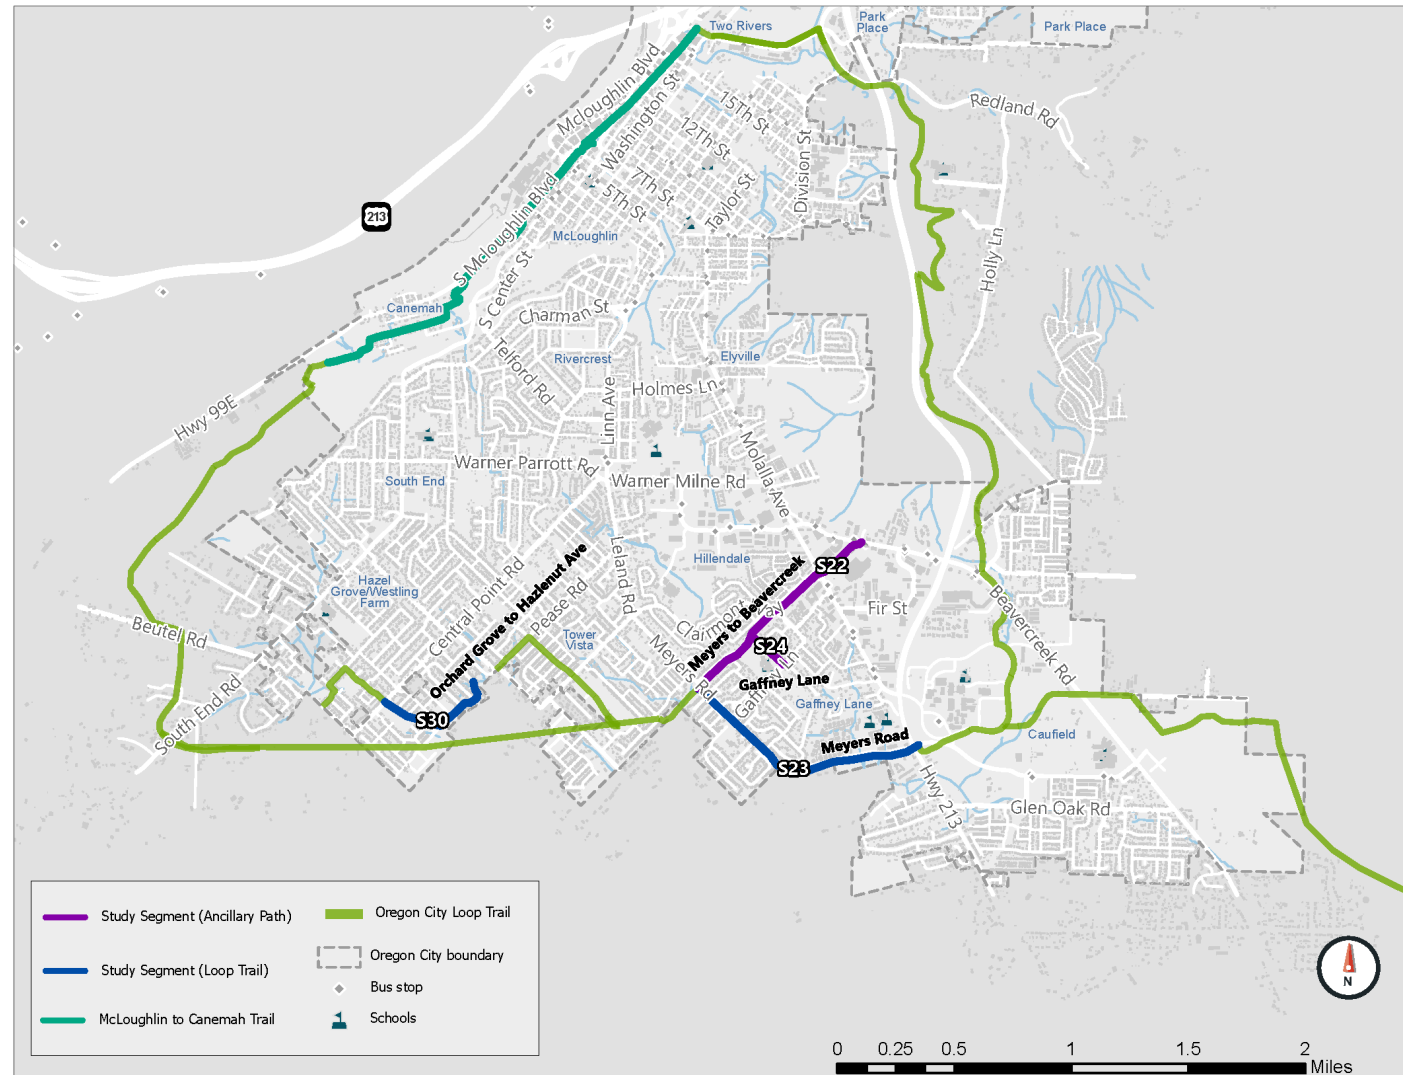 Two Rivers
Park
Place
Park Place
Mcloughlin Blvd
Washington St
15Th St
12Th St
7Th St
5Th St
Taylor St
Division St
Redland Rd
Holly Ln
213
McLoughlin
S Mcloughlin Blvd
S Center St
Canemah
Charman St
Telford Rd
Rivercrest
Elyville
Holmes Ln
Linn Ave
Hwy 99E
Molalla Ave
Warner Parrott Rd
Warner Milne Rd
South End
Hillendale
S22
Leland Rd
Hazel
Grove/Westling
Farm
Central Point Rd
Orchard Grove to Hazlenut Ave
Pease Rd
Meyers to Beavercreek
Clairmont Way
Fir St
Beavercreek Rd
Beutel Rd
Tower
Vista
Meyers Rd
S24
Gaffney Ln
Gaffney Lane
Gaffney Lane
South End Rd
S30
Meyers Road
S23
Caufield
Hwy 213
Glen Oak Rd
Study Segment (Ancillary Path)
Oregon City Loop Trail
Oregon City boundary
Study Segment (Loop Trail)
Bus stop
McLoughlin to Canemah Trail
Schools
N
0 0.25 0.5 1 1.5 2
Miles